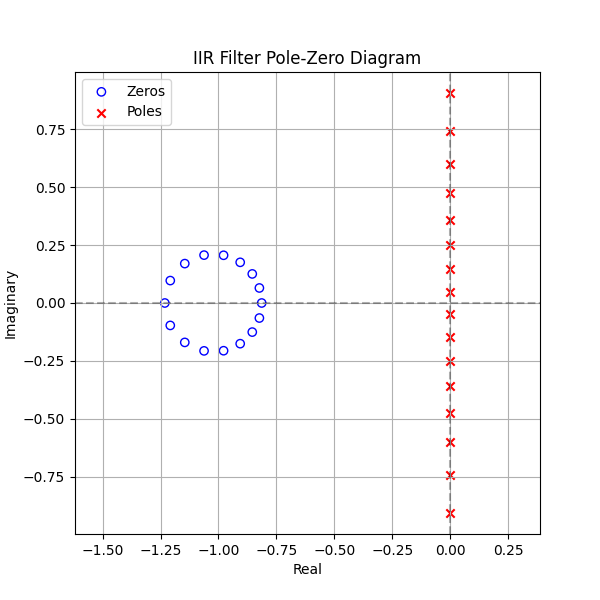 IIR Filter Pole-Zero Diagram
Zeros
Poles
0.75
0.50
0.25
0.00
−0.25
−0.50
−0.75
Imaginary
−1.50 −1.25 −1.00 −0.75 −0.50 −0.25 0.00 0.25
Real